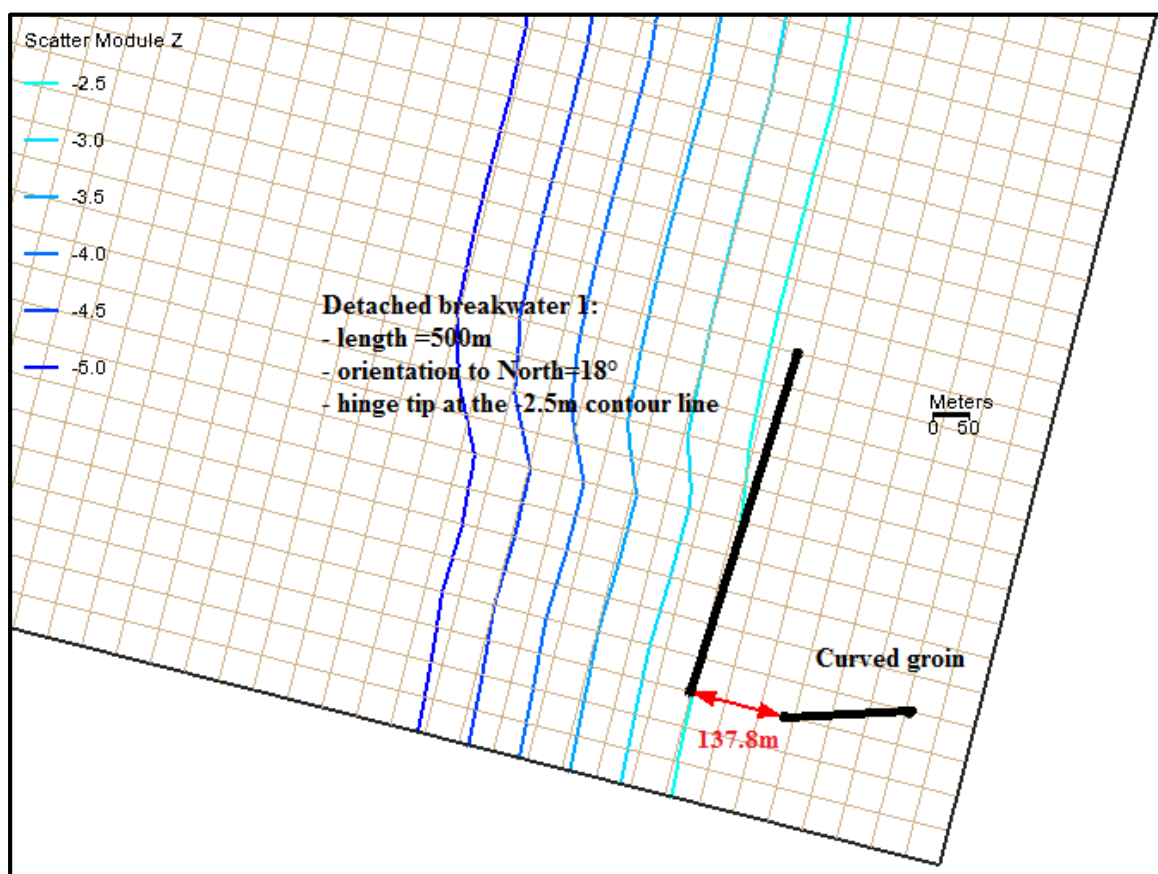 Scatter Module Z
-2.5
-3.0
-3.5
-4.0
-4.5
-5.0
Detached breakwater 1:
- length =500m
- orientation to North=18°
- hinge tip at the -2.5m contour line
Meters
0 50
Curved groin
137.8m